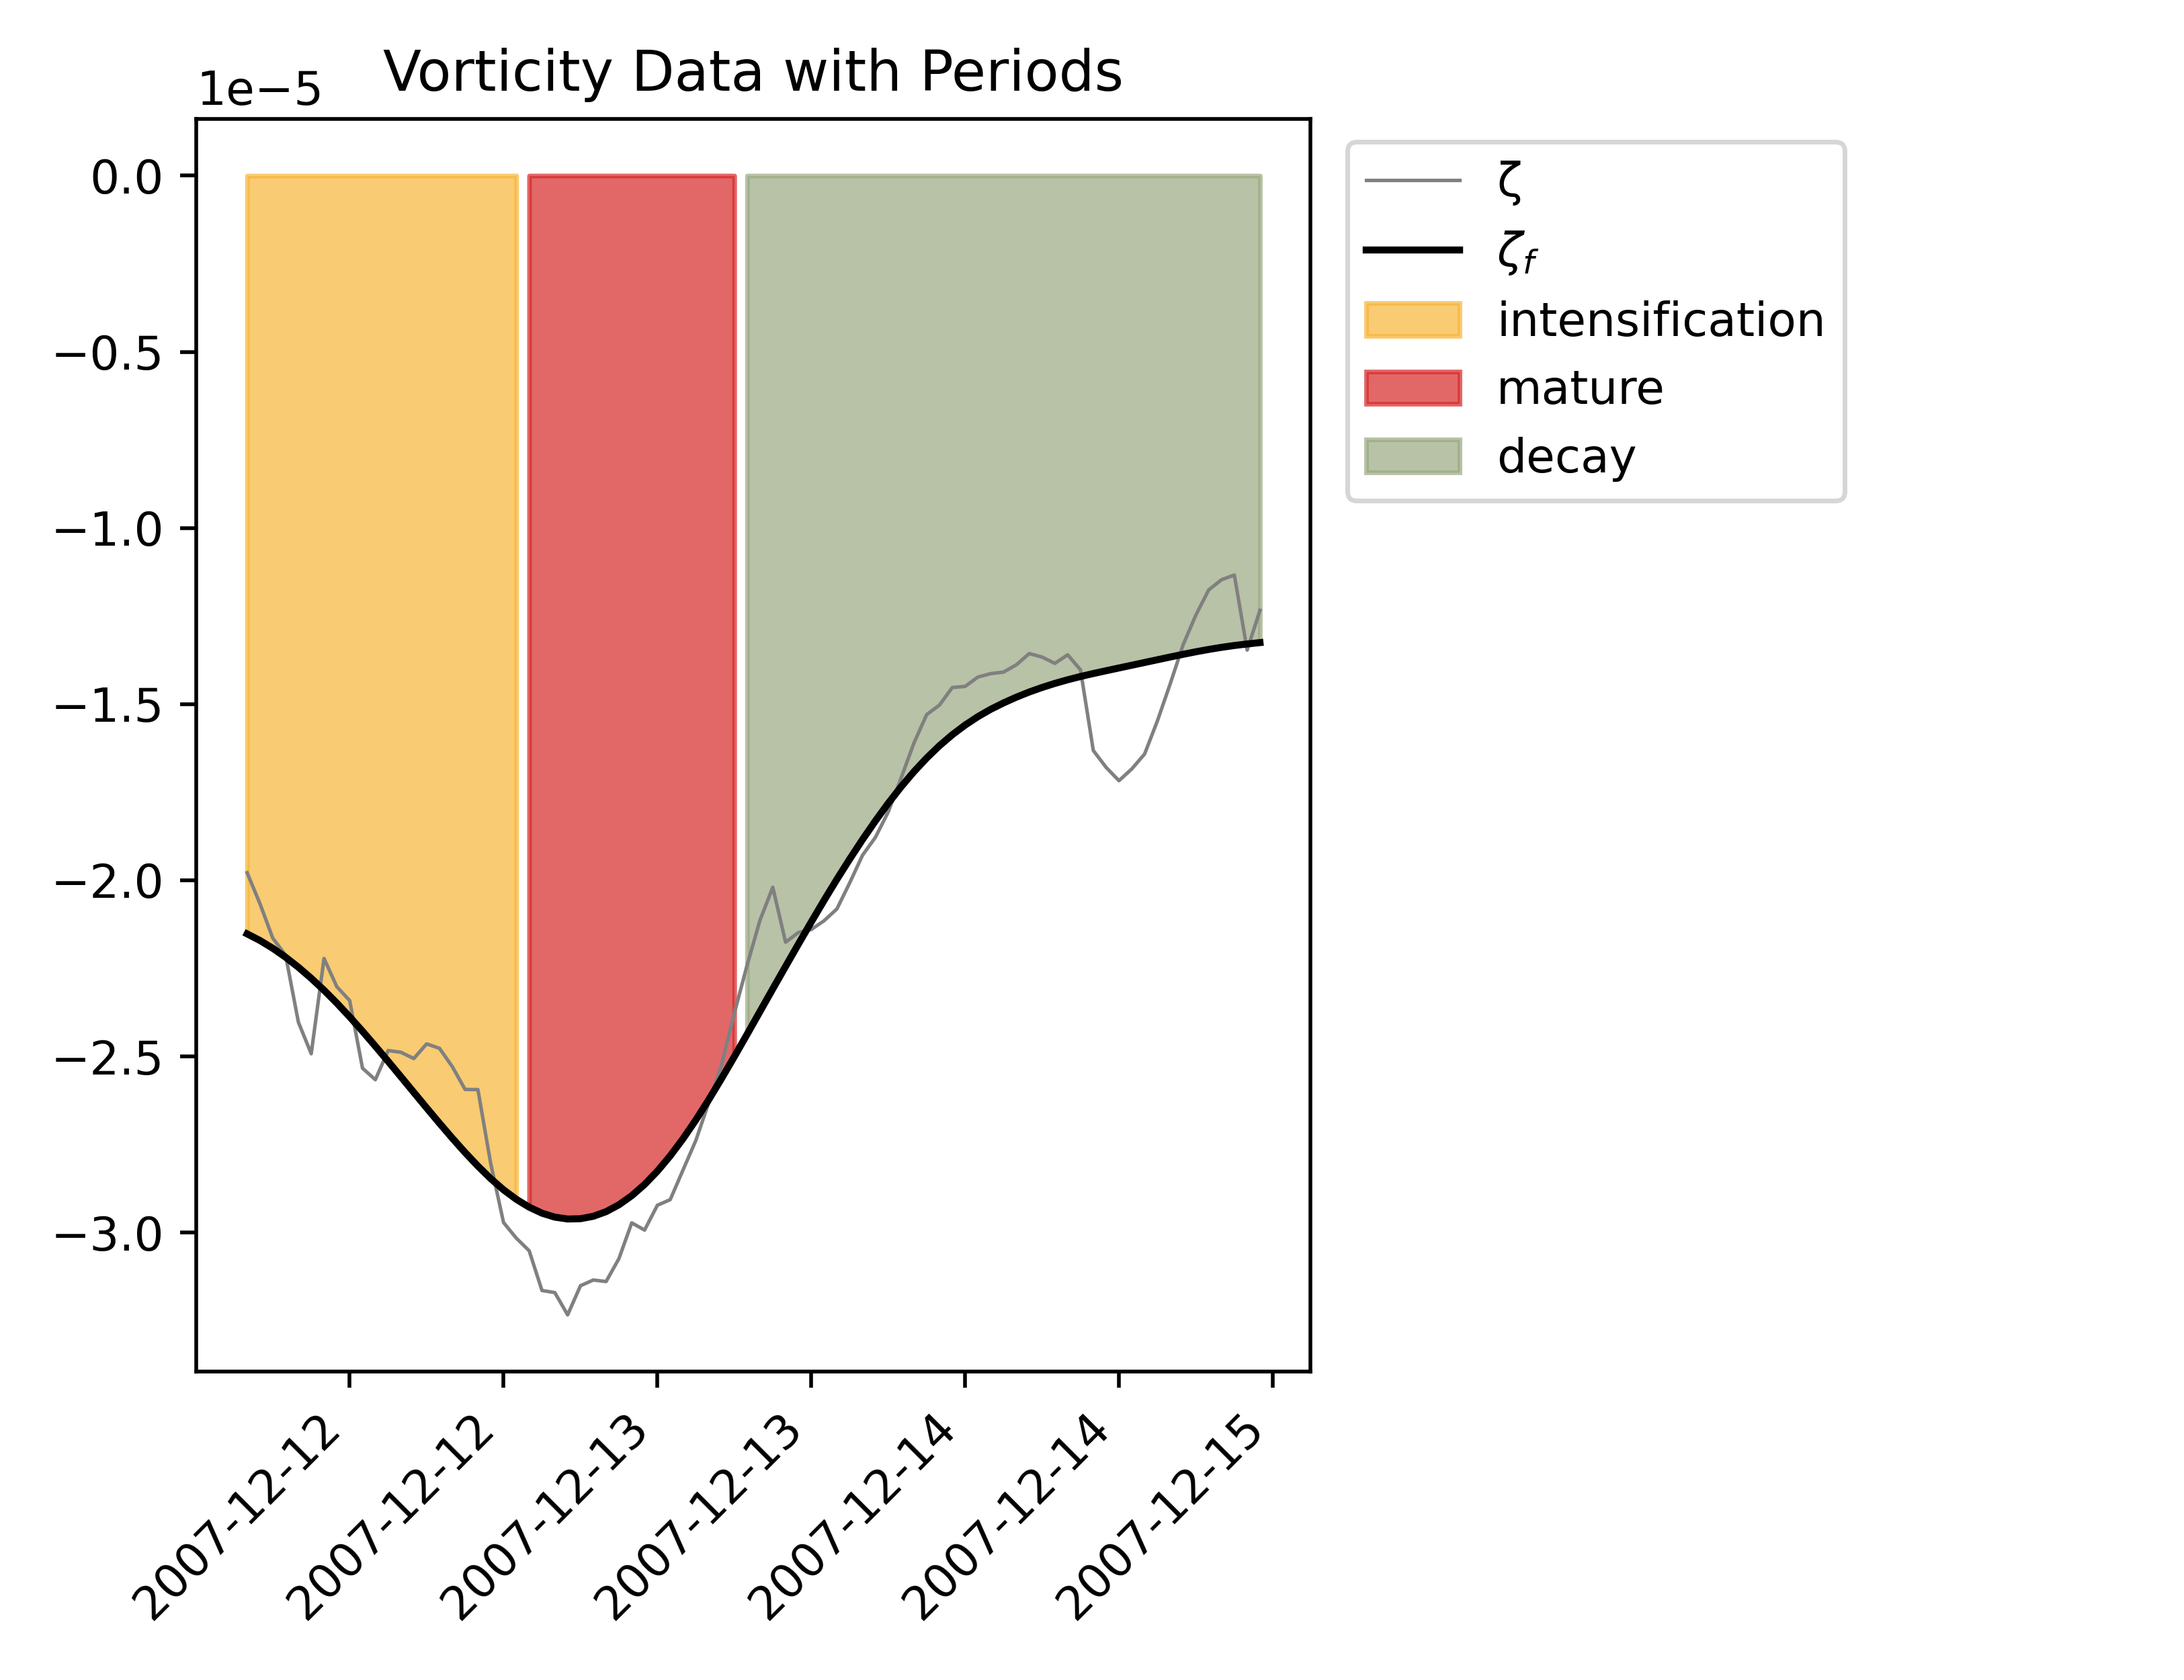 Vorticity Data with Periods
1e−5
0.0
−0.5
−1.0
−1.5
−2.0
−2.5
−3.0
2007-12-12
2007-12-12
2007-12-13
2007-12-13
2007-12-14
2007-12-14
2007-12-15
ζ
ζf
intensification
mature
decay